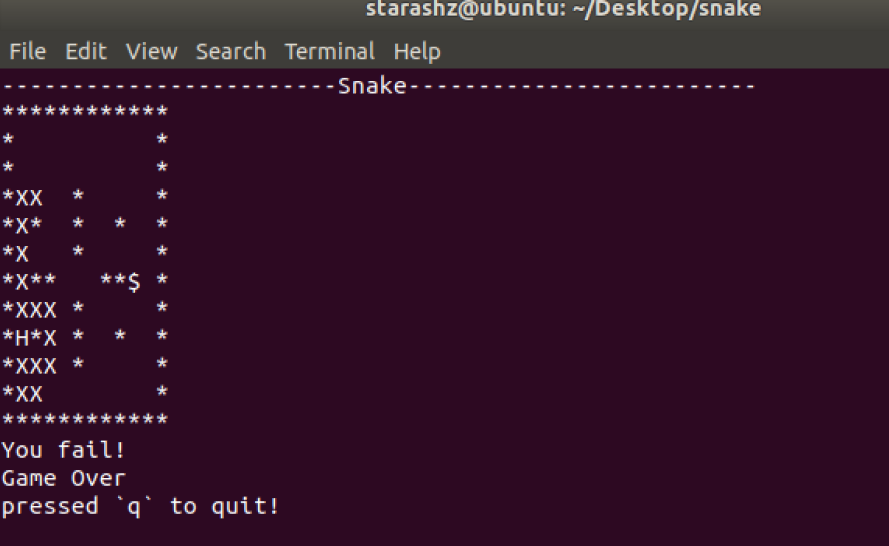 starashz@ubuntu: ~/Desktop/snake
File Edit View Search Terminal Help
------------------------Snake-------------------------
************
*          *
*          *
*XX  *     *
*X*  *  *  *
*X   *     *
*X**   **$ *
*XXX *     *
*H*X *  *  *
*XXX *     *
*XX        *
************
You fail!
Game Over
pressed `q` to quit!